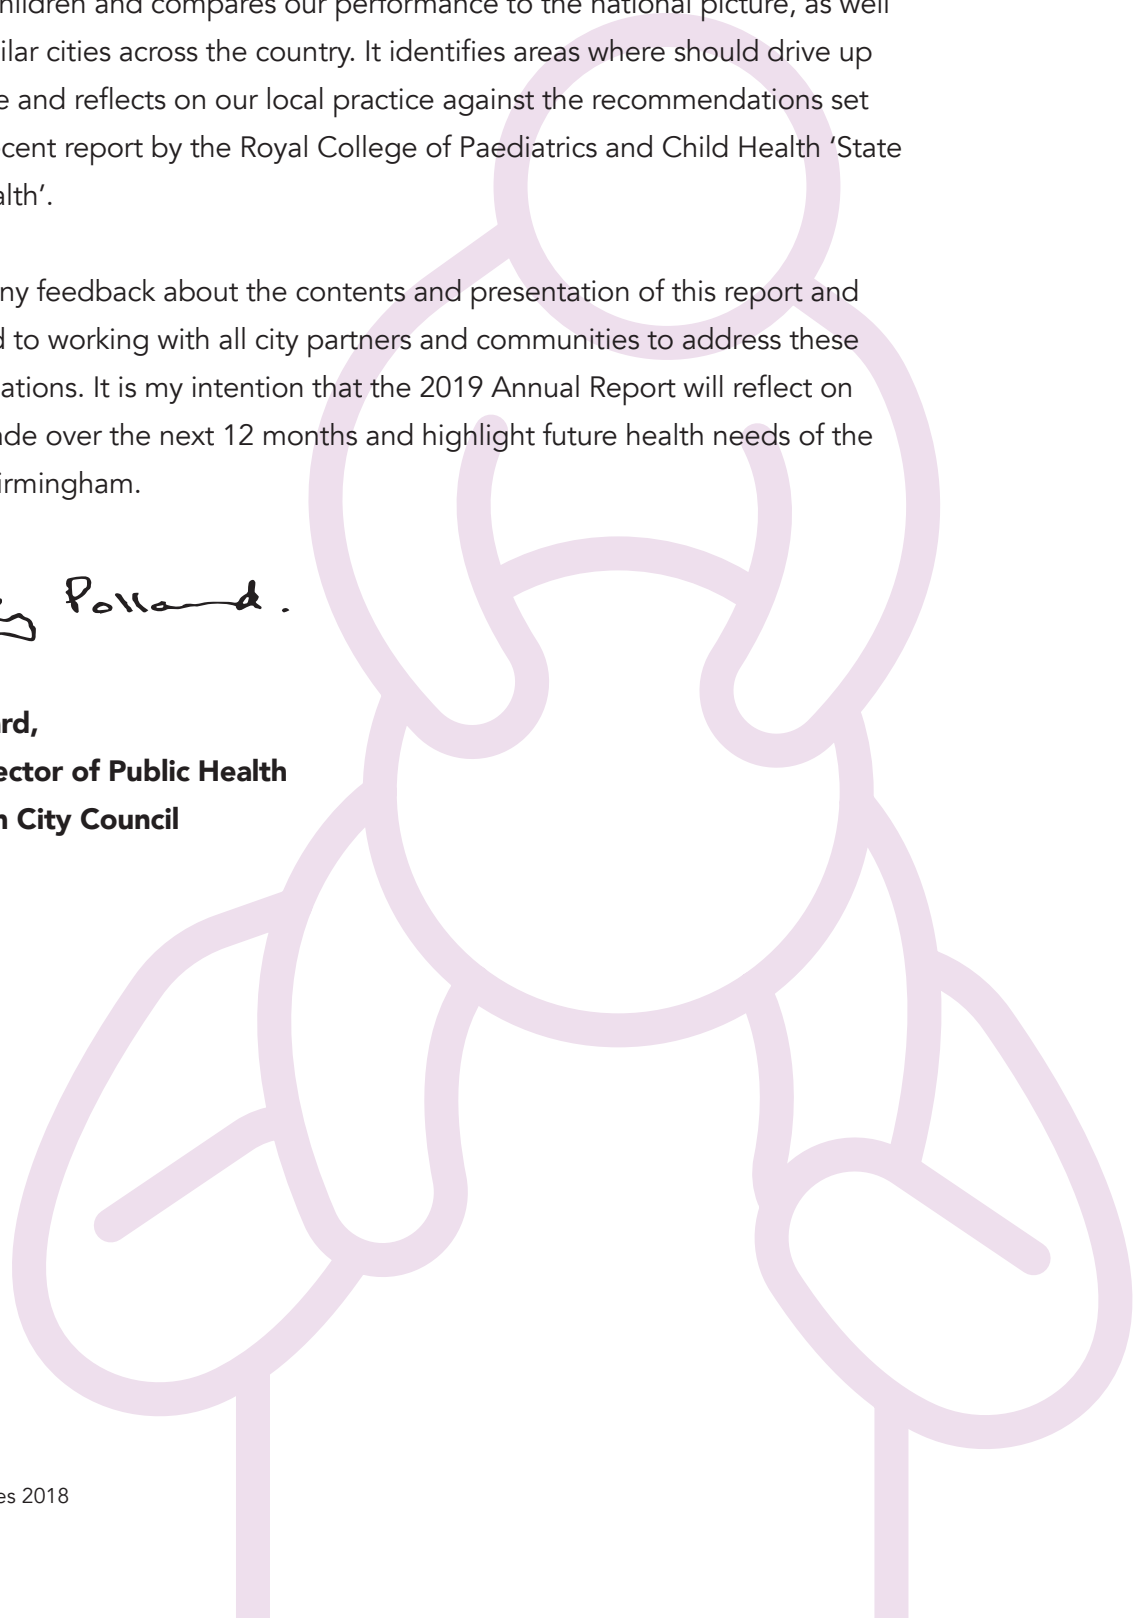 children and compares our performance to the national picture, as well
ilar cities across the country. It identifies areas where should drive up
e and reflects on our local practice against the recommendations set
ecent report by the Royal College of Paediatrics and Child Health ‘State
alth’.
ny feedback about the contents and presentation of this report and
d to working with all city partners and communities to address these
ations. It is my intention that the 2019 Annual Report will reflect on
ade over the next 12 months and highlight future health needs of the
irmingham.
Pollard.
ard,
ector of Public Health
n City Council
es 2018